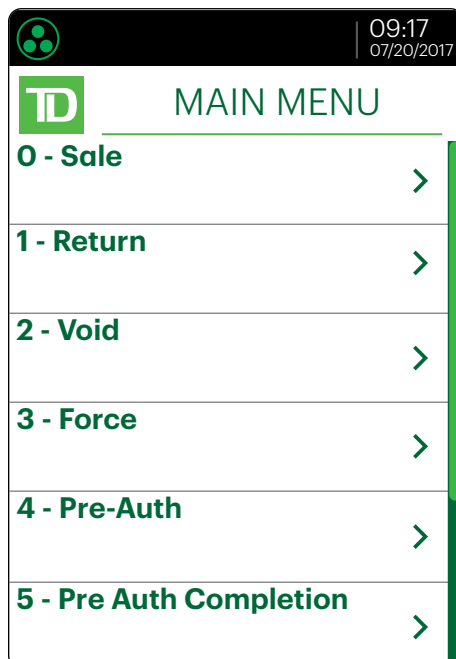 09:17
07/20/2017
TD
MAIN MENU
0 - Sale
1 - Return
2 - Void
3 - Force
4 - Pre-Auth
5 - Pre Auth Completion